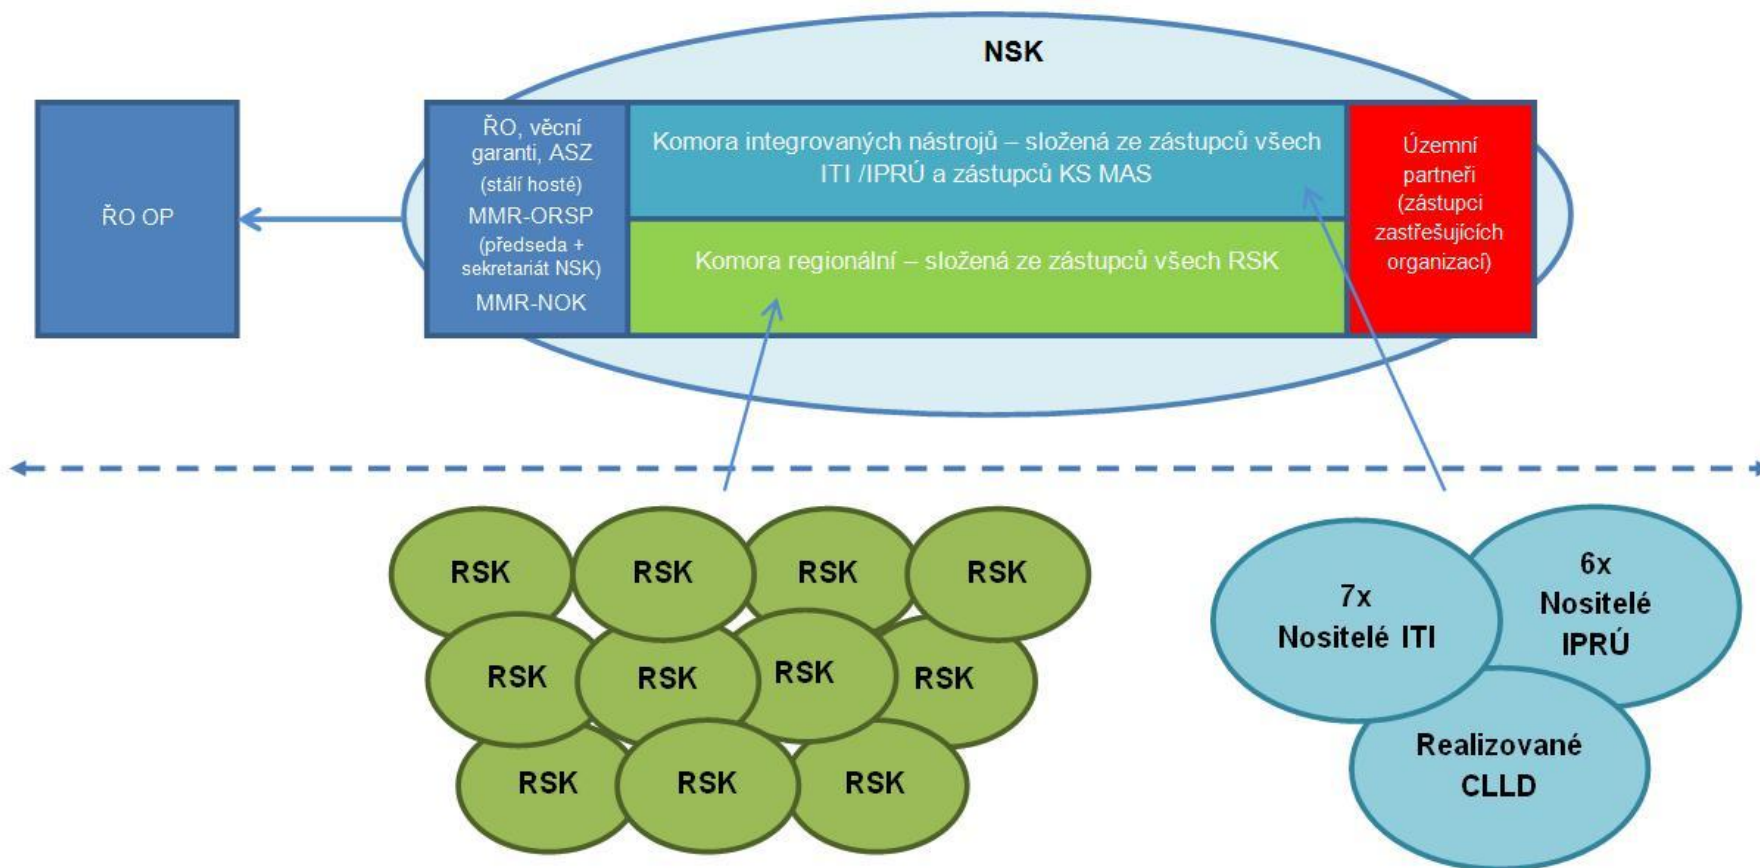 NSK
ŘO OP
ŘO, věcní
garanti, ASZ
(stálí hosté)
MMR-ORSP
(předseda +
sekretariát NSK)
MMR-NOK
Komora integrovaných nástrojů – složená ze zástupců všech
ITI /IPRÚ a zástupců KS MAS
Komora regionální – složená ze zástupců všech RSK
Územní
partneři
(zástupci
zastřešujících
organizací)
RSK
RSK
RSK
RSK
RSK
RSK
RSK
RSK
RSK
RSK
RSK
7x
Nositelé ITI
6x
Nositelé
IPRÚ
Realizované
CLLD